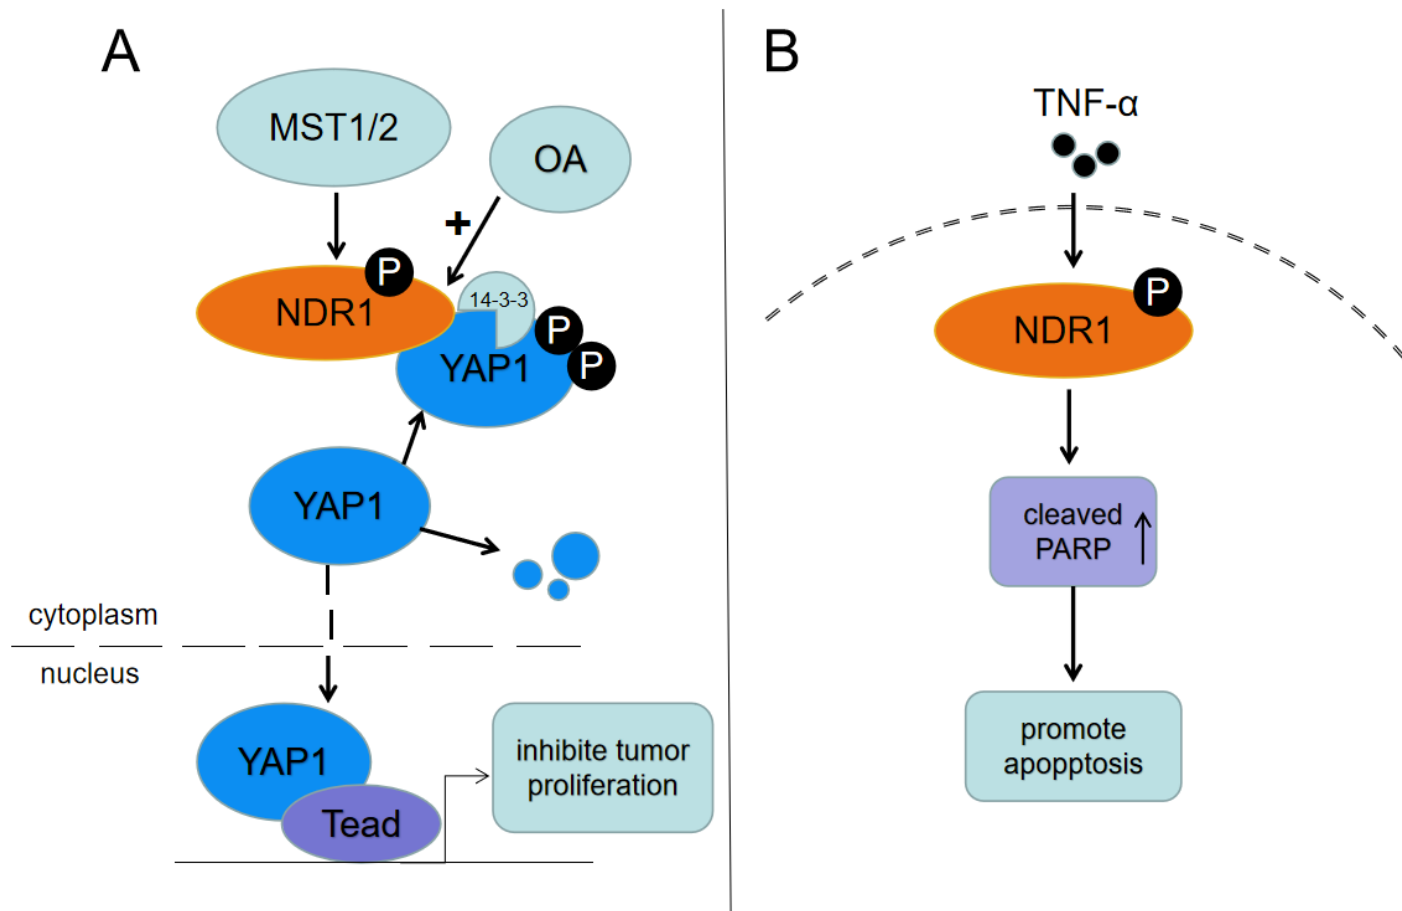 A
MST1/2
OA
+
P
NDR1
14-3-3
P
YAP1
P
YAP1
cytoplasm
nucleus
YAP1
Tead
inhibite tumor
proliferation
B
TNF-α
P
NDR1
cleaved
PARP
promote
apopptosis